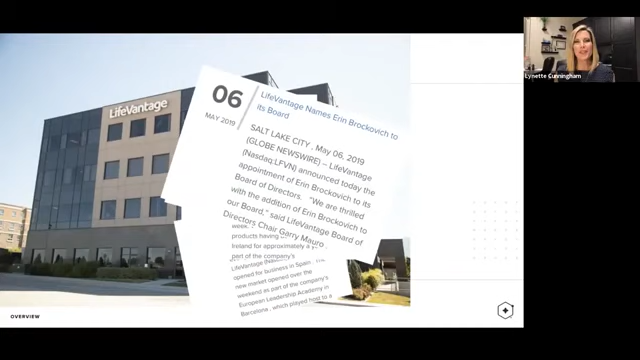 LifeVantage
06
MAY 2019
LifeVantage Names Erin Brockovich to
its Board
SALT LAKE CITY , May 06, 2019
(GLOBE NEWSWIRE) – LifeVantage
(Nasdaq:LFVN) announced today the
appointment of Erin Brockovich to its
Board of Directors. "We are thrilled
with the addition of Erin Brockovich to
our Board," said LifeVantage Board of
Directors Chair Garry Mauro.
week.
products having
Ireland for approximately a
part of the company's
LifeVantage
opened for business in Spain.
new market opened over the
weekend as part of the company's
European Leadership Academy in
Barcelona, which played host to a
OVERVIEW
Lynette Cunningham